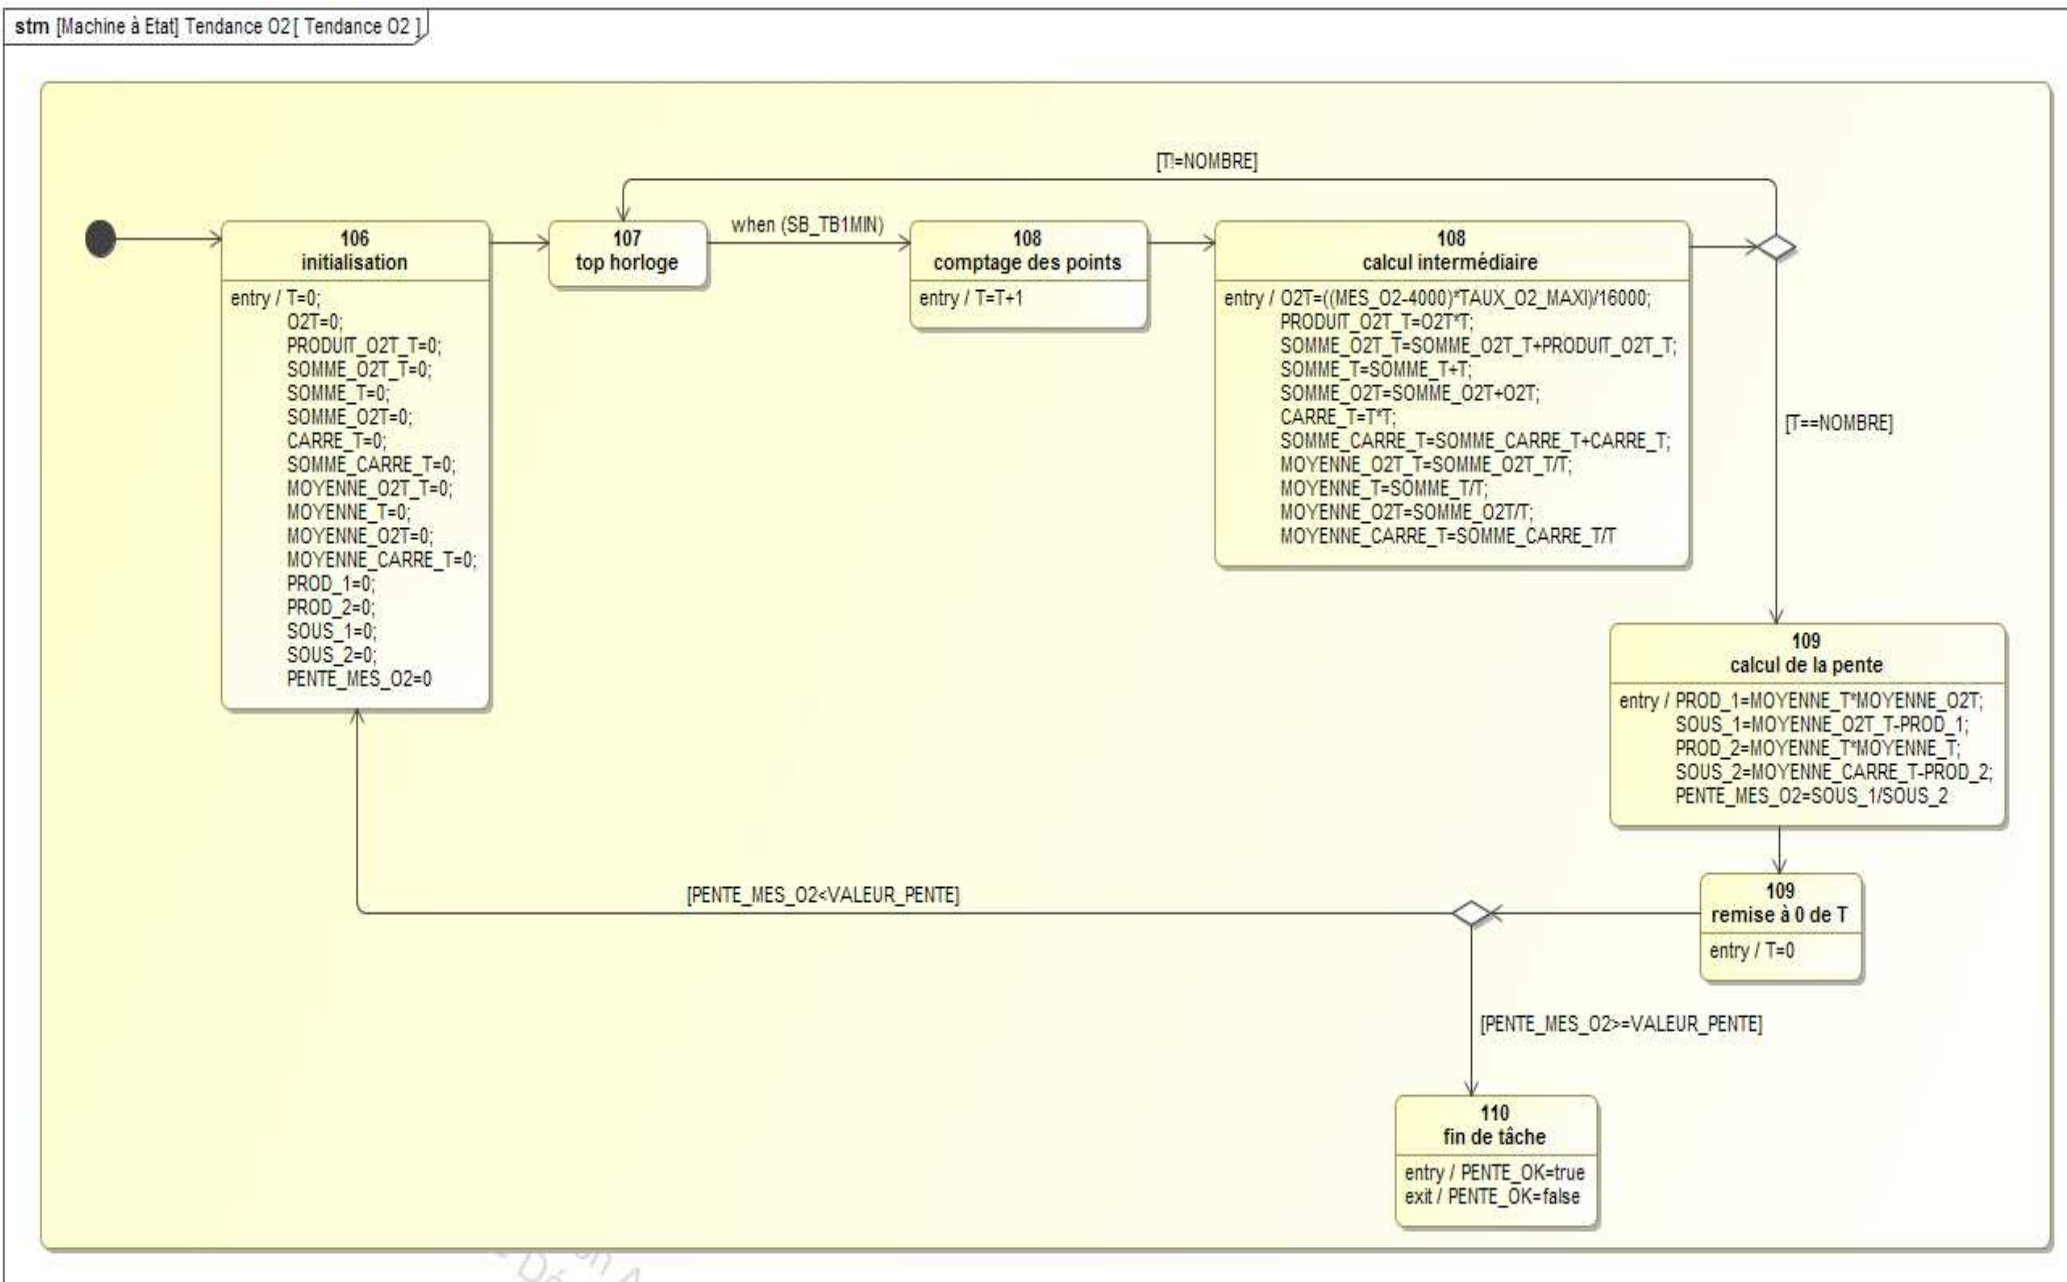 stm [Machine à Etat] Tendance O2 [ Tendance O2 ]
[T!=NOMBRE]
106
initialisation
entry / T=0;
O2T=0;
PRODUIT_O2T_T=0;
SOMME_O2T_T=0;
SOMME_T=0;
SOMME_O2T=0;
CARRE_T=0;
SOMME_CARRE_T=0;
MOYENNE_O2T_T=0;
MOYENNE_T=0;
MOYENNE_O2T=0;
MOYENNE_CARRE_T=0;
PROD_1=0;
PROD_2=0;
SOUS_1=0;
SOUS_2=0;
PENTE_MES_O2=0
107
top horloge
when (SB_TB1MIN)
108
comptage des points
entry / T=T+1
108
calcul intermédiaire
entry / O2T=((MES_O2-4000)*TAUX_O2_MAXI)/16000;
PRODUIT_O2T_T=O2T*T;
SOMME_O2T_T=SOMME_O2T_T+PRODUIT_O2T_T;
SOMME_T=SOMME_T+T;
SOMME_O2T=SOMME_O2T+O2T;
CARRE_T=T*T;
SOMME_CARRE_T=SOMME_CARRE_T+CARRE_T;
MOYENNE_O2T_T=SOMME_O2T_T/T;
MOYENNE_T=SOMME_T/T;
MOYENNE_O2T=SOMME_O2T/T;
MOYENNE_CARRE_T=SOMME_CARRE_T/T
[T==NOMBRE]
109
calcul de la pente
entry / PROD_1=MOYENNE_T*MOYENNE_O2T;
SOUS_1=MOYENNE_O2T_T-PROD_1;
PROD_2=MOYENNE_T*MOYENNE_T;
SOUS_2=MOYENNE_CARRE_T-PROD_2;
PENTE_MES_O2=SOUS_1/SOUS_2
109
remise à 0 de T
entry / T=0
[PENTE_MES_O2<VALEUR_PENTE]
[PENTE_MES_O2>=VALEUR_PENTE]
110
fin de tâche
entry / PENTE_OK=true
exit / PENTE_OK=false